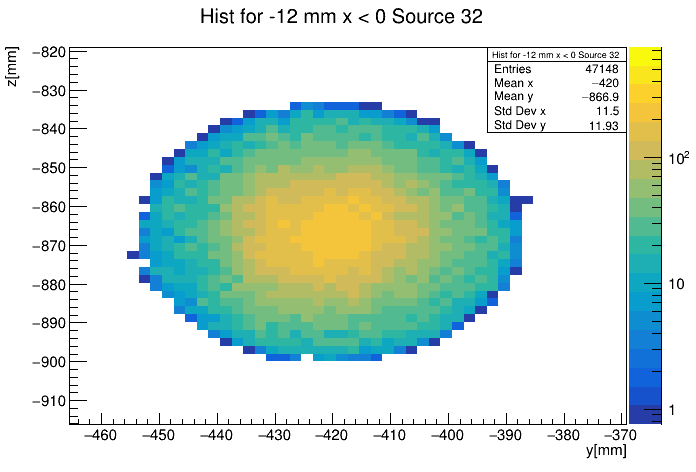 Hist for -12 mm x < 0 Source 32
z[mm]
−820
−830
−840
−850
−860
−870
−880
−890
−900
−910
Hist for -12 mm x < 0 Source 32
Entries 47148
Mean x −420
Mean y −866.9
Std Dev x 11.5
Std Dev y 11.93
10²
10
1
−460 −450 −440 −430 −420 −410 −400 −390 −380 −370
y[mm]